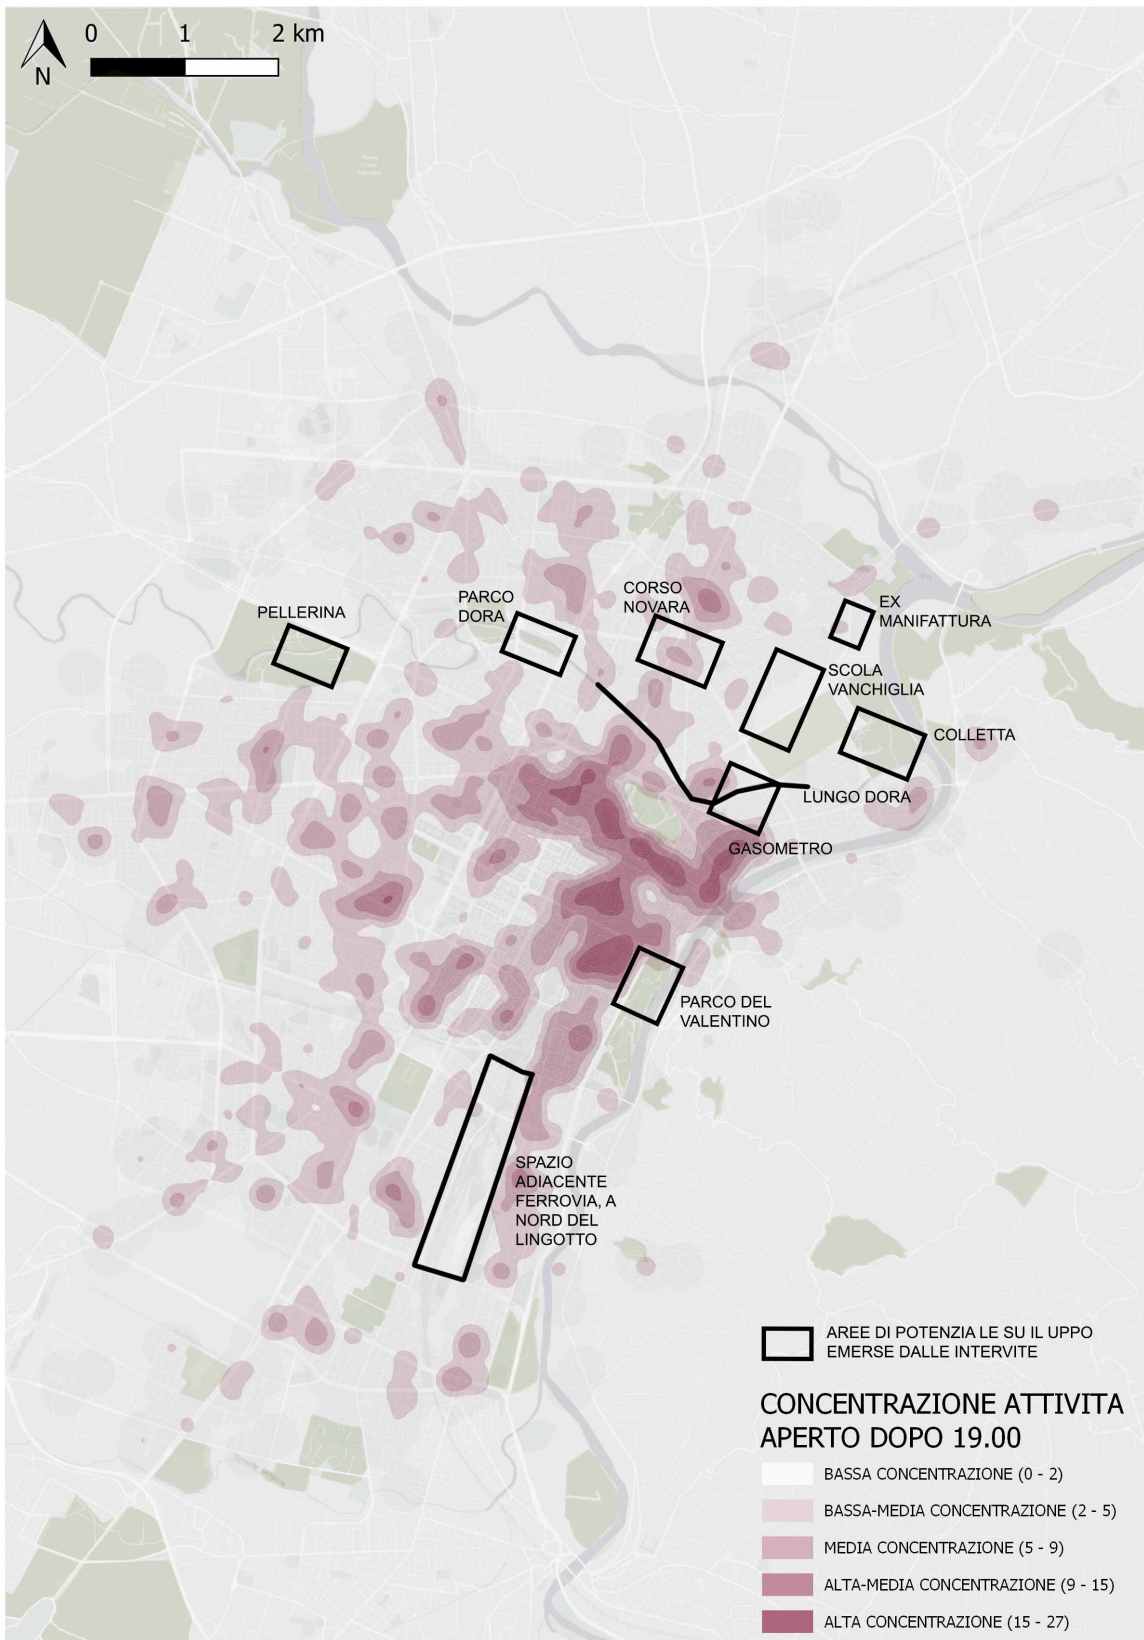 0 1 2 km
N
PELLERINA
PARCO
DORA
CORSO
NOVARA
EX
MANIFATTURA
SCOLA
VANCHIGLIA
COLLETTA
LUNGO DORA
GASOMETRO
PARCO DEL
VALENTINO
SPAZIO
ADIACENTE
FERROVIA, A
NORD DEL
LINGOTTO
AREE DI POTENZIA LE SU IL UPPO
EMERSE DALLE INTERVITE
CONCENTRAZIONE ATTIVITA
APERTO DOPO 19.00
BASSA CONCENTRAZIONE (0 - 2)
BASSA-MEDIA CONCENTRAZIONE (2 - 5)
MEDIA CONCENTRAZIONE (5 - 9)
ALTA-MEDIA CONCENTRAZIONE (9 - 15)
ALTA CONCENTRAZIONE (15 - 27)